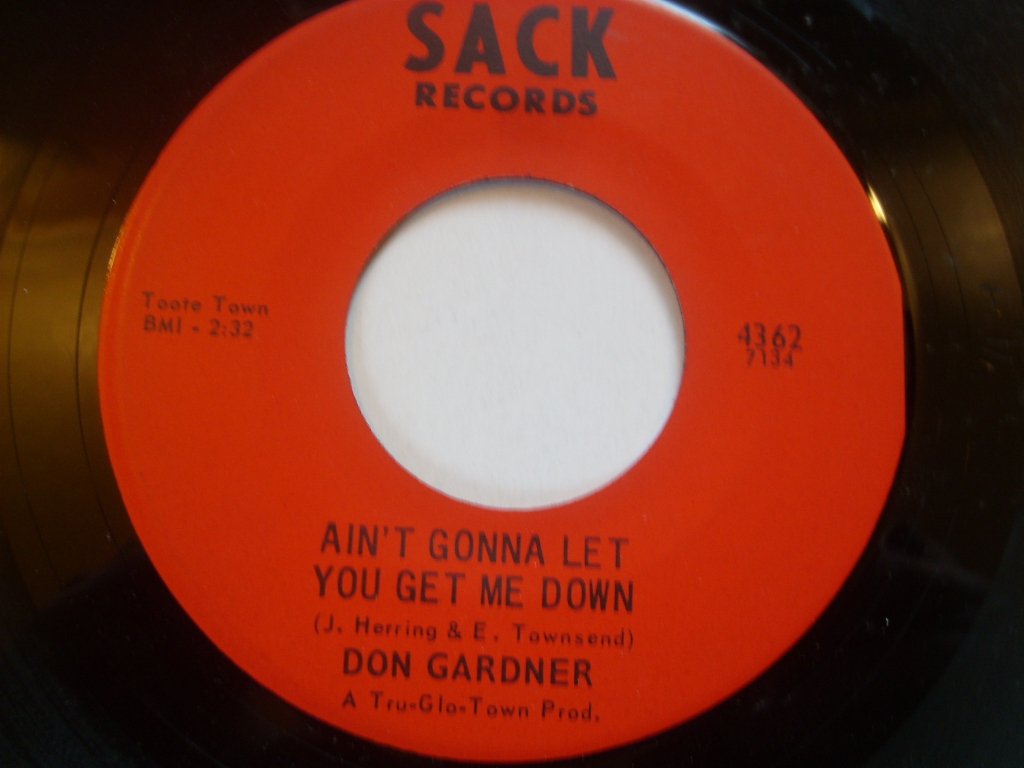 SACK
RECORDS
Toote Town
BMI - 2:32
4362
7134
AIN'T GONNA LET
YOU GET ME DOWN
(J. Herring & E. Townsend)
DON GARDNER
A Tru-Glo-Town Prod.